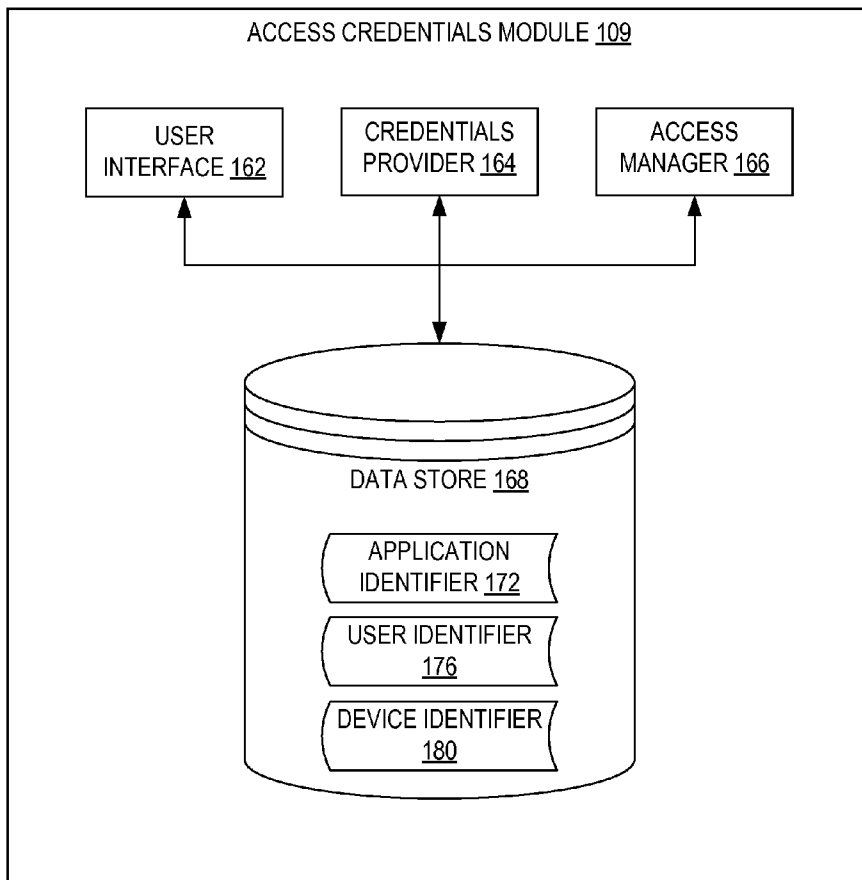 ACCESS CREDENTIALS MODULE 109
USER
INTERFACE 162
CREDENTIALS
PROVIDER 164
ACCESS
MANAGER 166
DATA STORE 168
APPLICATION
IDENTIFIER 172
USER IDENTIFIER
176
DEVICE IDENTIFIER
180